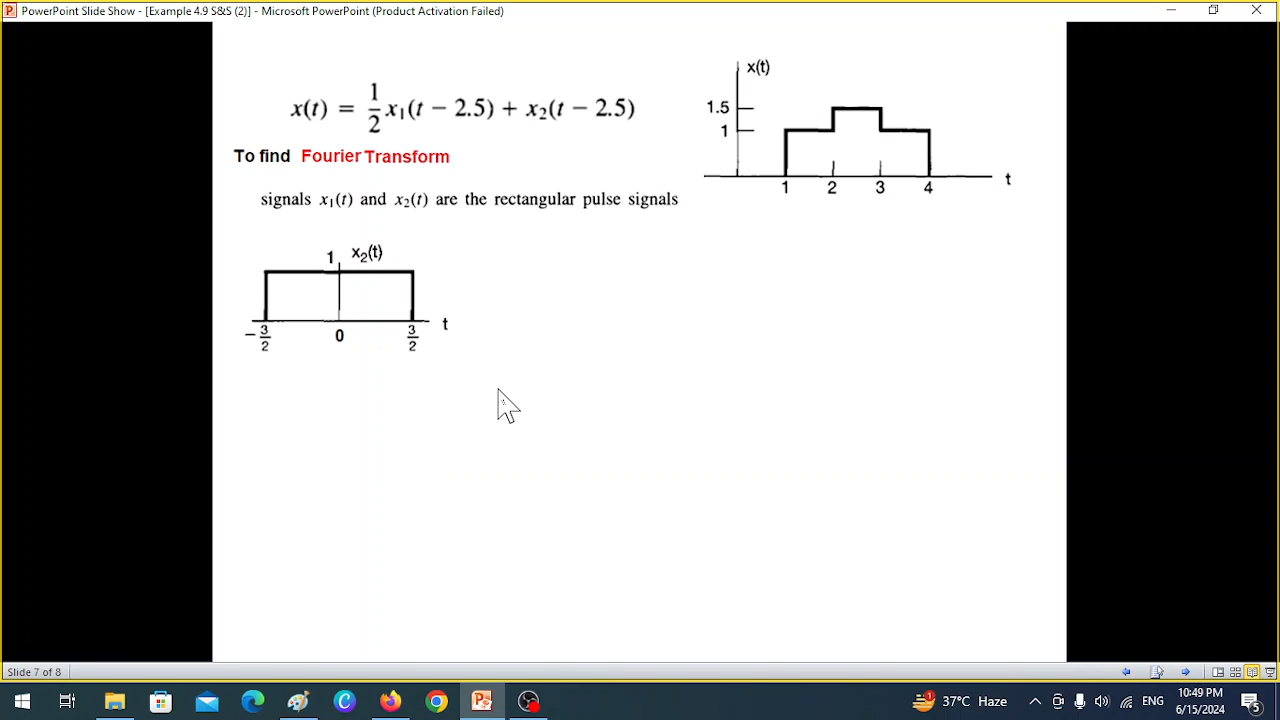 PowerPoint Slide Show - [Example 4.9 S&S (2)] - Microsoft PowerPoint (Product Activation Failed)
x(t) = 1/2 x₁(t − 2.5) + x₂(t − 2.5)
To find Fourier Transform
signals x₁(t) and x₂(t) are the rectangular pulse signals
x(t)
1.5
1
1 2 3 4 t
1 x₂(t)
−3/2 0 3/2 t
Slide 7 of 8
37°C Haze
ENG
10:49 PM
6/15/2024
1
5